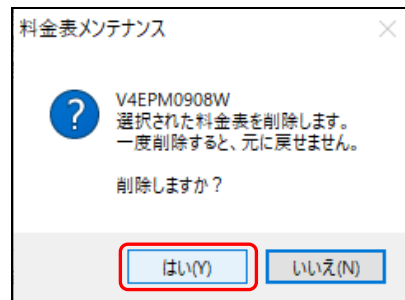 料金表メンテナンス
V4EPM0908W
選択された料金表を削除します。
一度削除すると、元に戻せません。
削除しますか？
はい(Y)
いいえ(N)